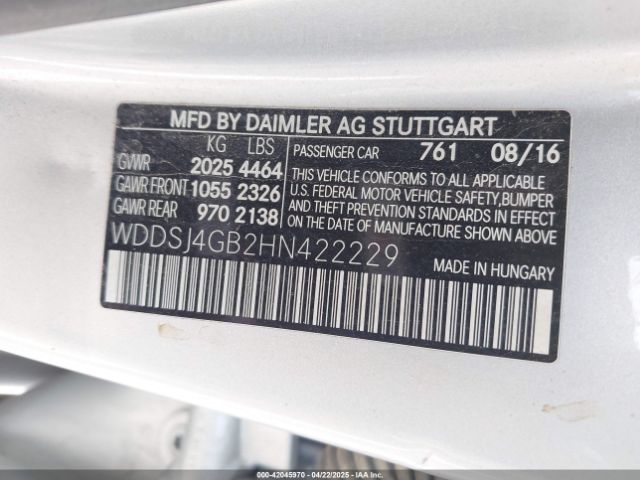 MFD BY DAIMLER AG STUTTGART
KG LBS
GVWR 2025 4464
GAWR FRONT 1055 2326
GAWR REAR 970 2138
PASSENGER CAR 761 08/16
THIS VEHICLE CONFORMS TO ALL APPLICABLE
U.S. FEDERAL MOTOR VEHICLE SAFETY,BUMPER
AND THEFT PREVENTION STANDARDS IN EFFECT
ON THE DATE OF MANUFACTURE SHOWN ABOVE
WDDSJ4GB2HN422229
MADE IN HUNGARY
000-42045970 - 04/22/2025 - IAAI.COM